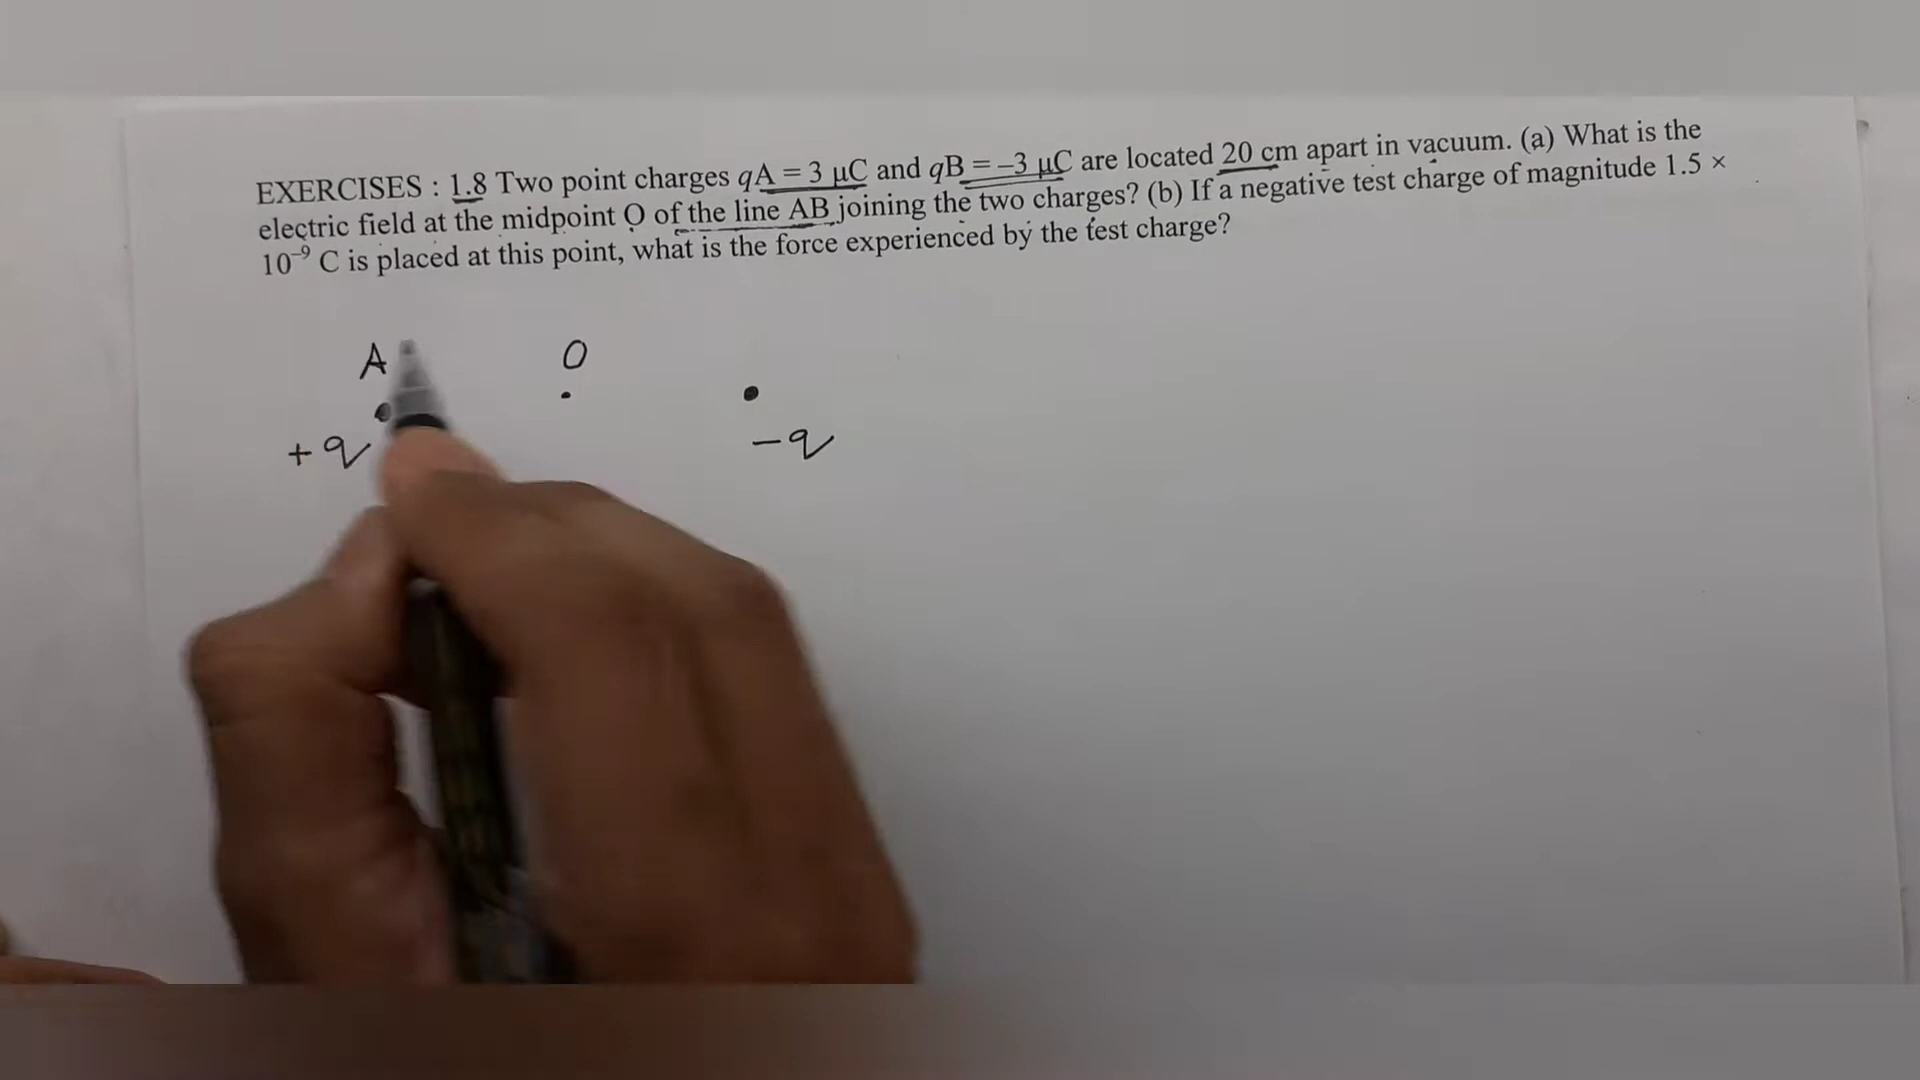 EXERCISES : 1.8 Two point charges qA = 3 μC and qB = –3 μC are located 20 cm apart in vacuum. (a) What is the
electric field at the midpoint O of the line AB joining the two charges? (b) If a negative test charge of magnitude 1.5 ×
10⁻⁹ C is placed at this point, what is the force experienced by the test charge?
A O
+q -q